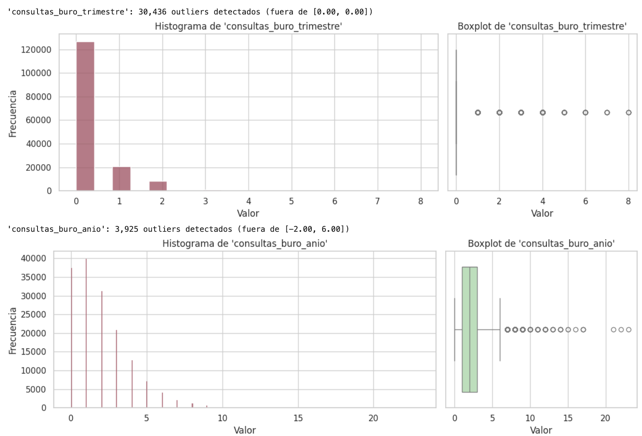 'consultas_buro_trimestre': 30,436 outliers detectados (fuera de [0.00, 0.00])
Histograma de 'consultas_buro_trimestre'
Boxplot de 'consultas_buro_trimestre'
120000
100000
80000
60000
40000
20000
0
Frecuencia
0 1 2 3 4 5 6 7 8
0 2 4 6 8
Valor
Valor
'consultas_buro_anio': 3,925 outliers detectados (fuera de [-2.00, 6.00])
Histograma de 'consultas_buro_anio'
Boxplot de 'consultas_buro_anio'
40000
35000
30000
25000
20000
15000
10000
5000
0
Frecuencia
0 5 10 15 20
0 5 10 15 20
Valor
Valor